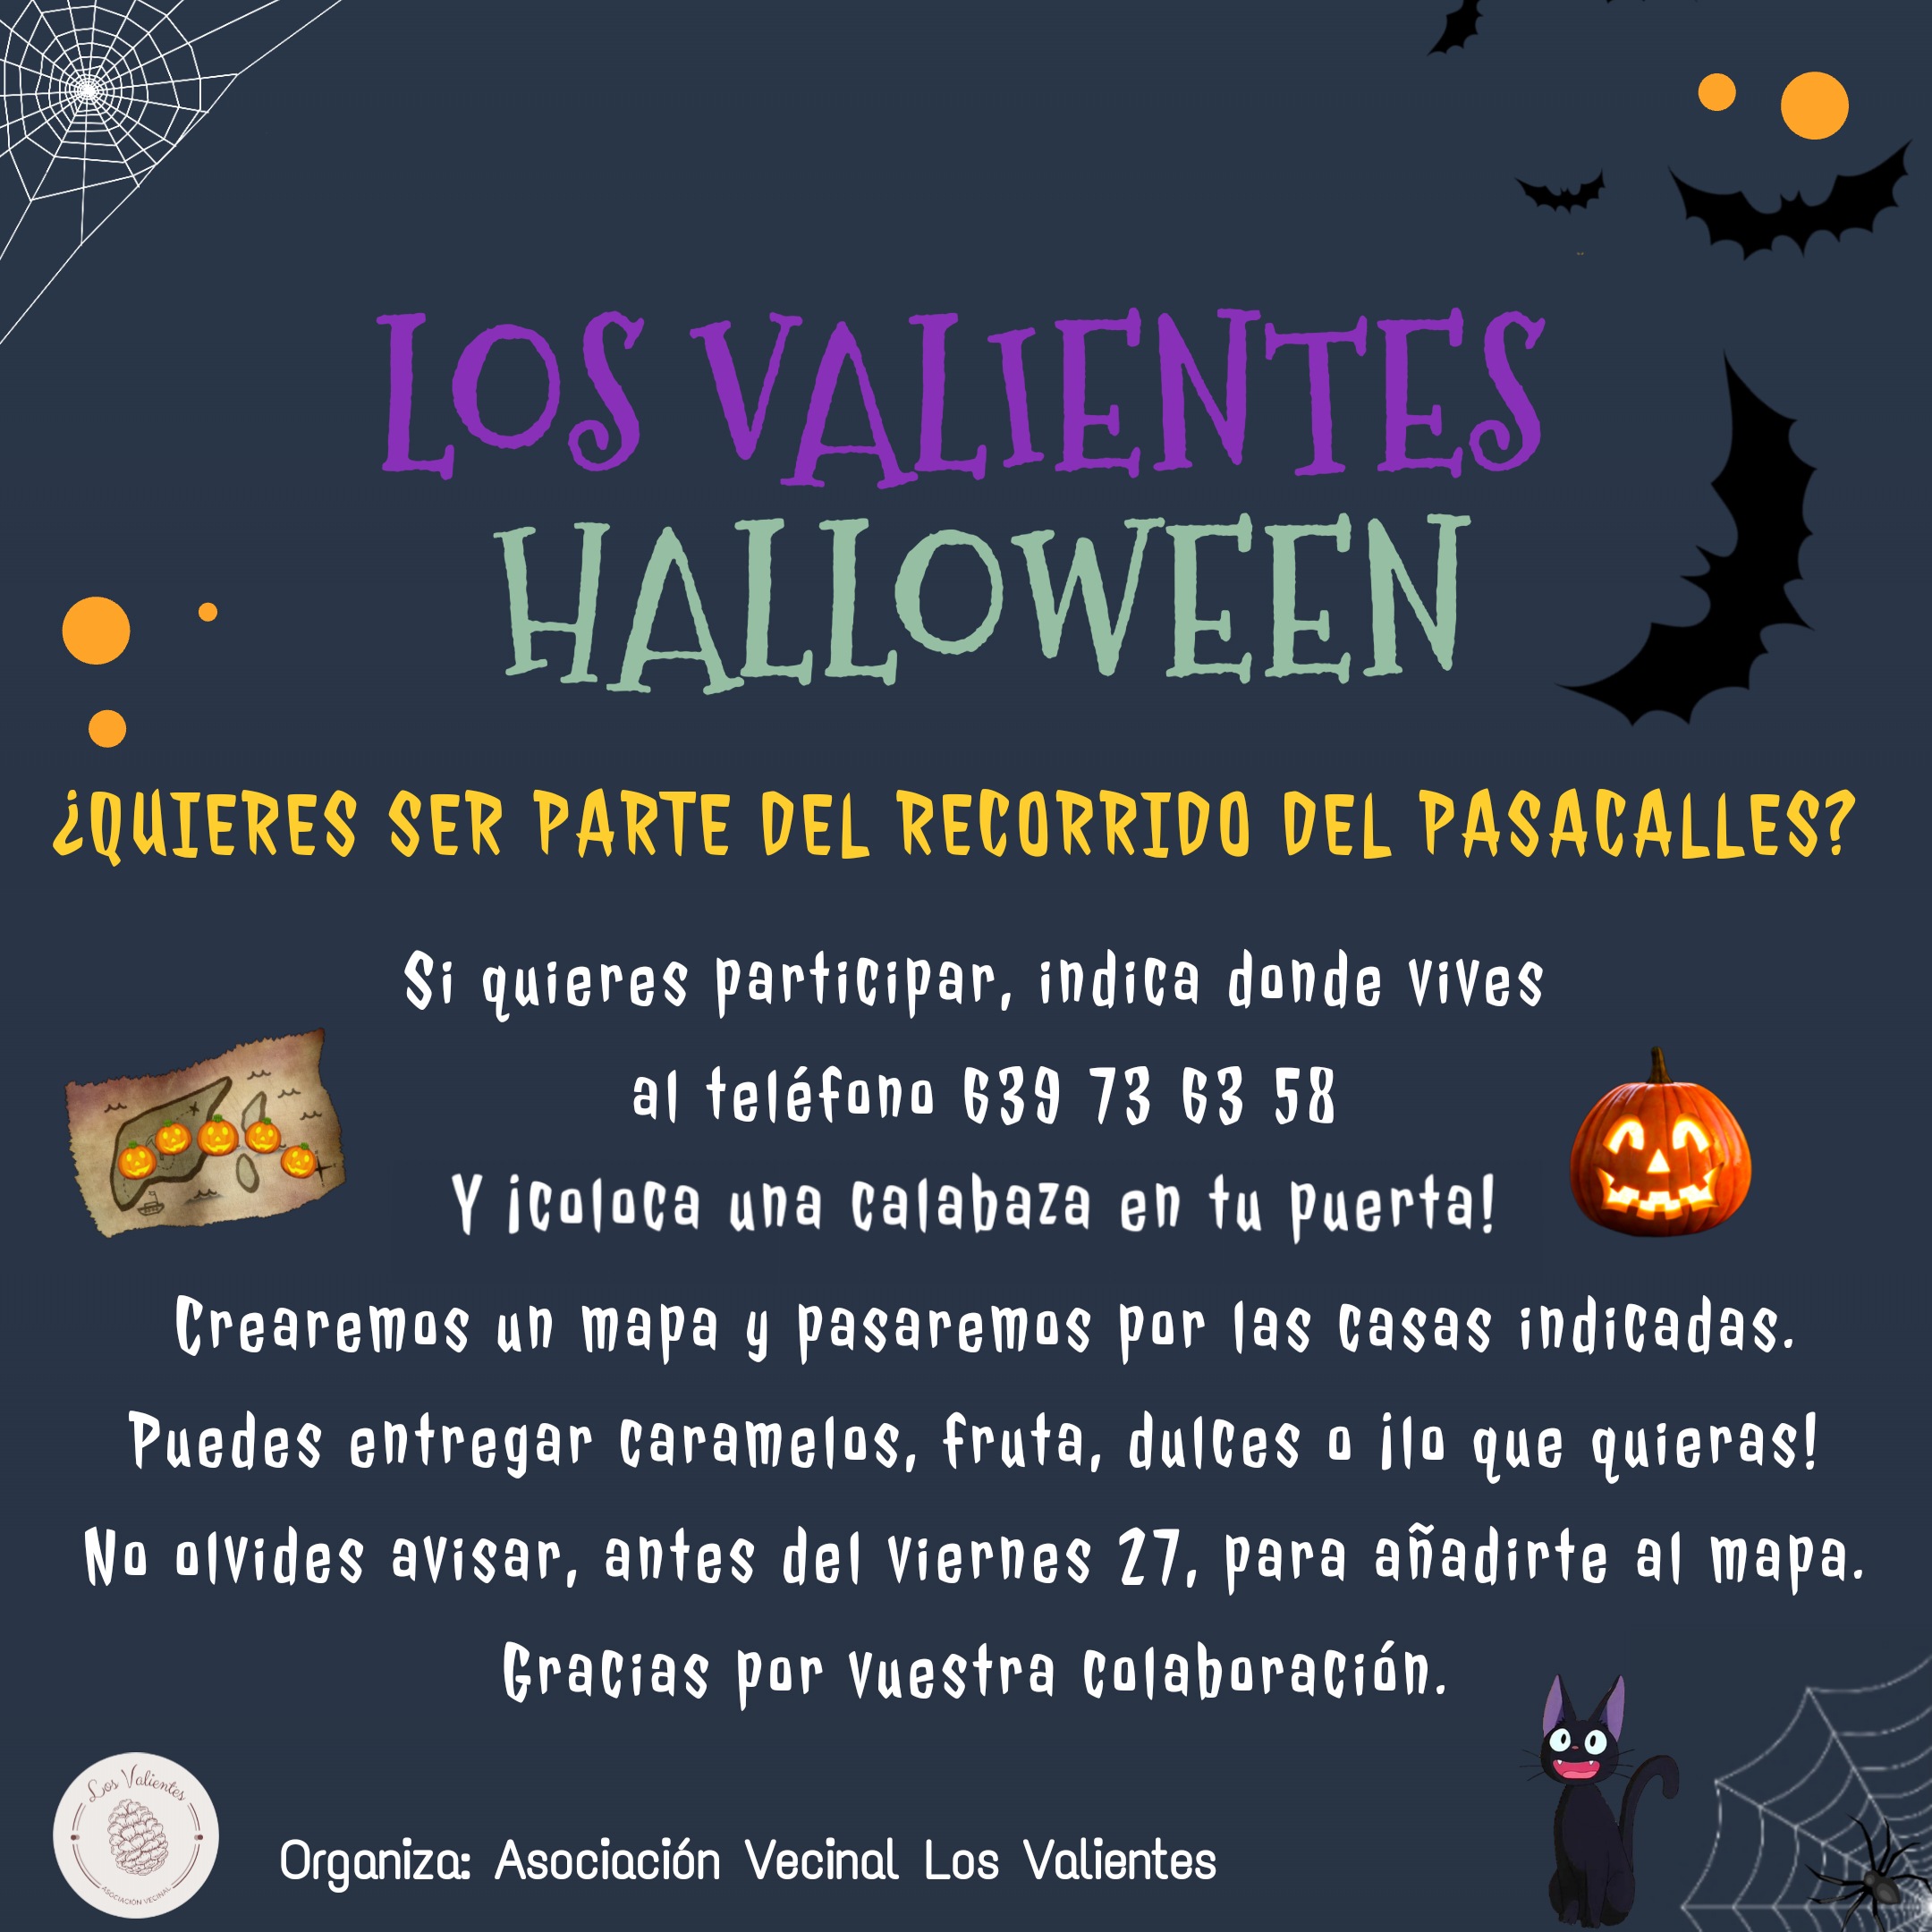 LOS VALIENTES
HALLOWEEN
¿QUIERES SER PARTE DEL RECORRIDO DEL PASACALLES?
Si quieres participar, indica donde vives
al teléfono 639 73 63 58
Y ¡coloca una calabaza en tu puerta!
Crearemos un mapa y pasaremos por las casas indicadas.
Puedes entregar caramelos, fruta, dulces o ¡lo que quieras!
No olvides avisar, antes del viernes 27, para añadirte al mapa.
Gracias por vuestra colaboración.
Los Valientes
ASOCIACIÓN VECINAL
Organiza: Asociación Vecinal Los Valientes